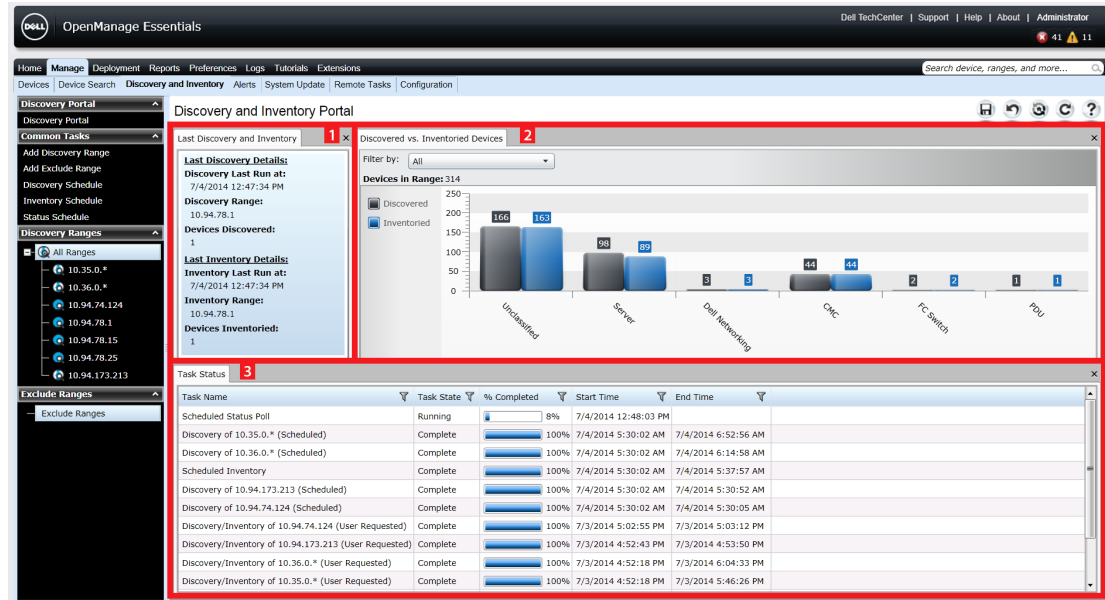 DELL
OpenManage Essentials
Dell TechCenter | Support | Help | About | Administrator
41 11
Home Manage Deployment Reports Preferences Logs Tutorials Extensions
Search device, ranges, and more...
Devices Device Search Discovery and Inventory Alerts System Update Remote Tasks Configuration
Discovery Portal
Discovery Portal
Common Tasks
Add Discovery Range
Add Exclude Range
Discovery Schedule
Inventory Schedule
Status Schedule
Discovery Ranges
All Ranges
10.35.0.*
10.36.0.*
10.94.74.124
10.94.78.1
10.94.78.15
10.94.78.25
10.94.173.213
Exclude Ranges
Exclude Ranges
Discovery and Inventory Portal
?
Last Discovery and Inventory 1 x
Last Discovery Details:
Discovery Last Run at:
7/4/2014 12:47:34 PM
Discovery Range:
10.94.78.1
Devices Discovered:
1
Last Inventory Details:
Inventory Last Run at:
7/4/2014 12:47:34 PM
Inventory Range:
10.94.78.1
Devices Inventoried:
1
Discovered vs. Inventoried Devices 2 x
Filter by: All
Devices in Range: 314
Discovered
Inventoried
250
200
150
100
50
0
166 163
98 89
3 3
44 44
2 2
1 1
Unclassified
Server
Dell Networking
CMC
FC Switch
PDU
Task Status 3 x
Task Name Task State % Completed Start Time End Time
Scheduled Status Poll Running 8% 7/4/2014 12:48:03 PM
Discovery of 10.35.0.* (Scheduled) Complete 100% 7/4/2014 5:30:02 AM 7/4/2014 6:52:56 AM
Discovery of 10.36.0.* (Scheduled) Complete 100% 7/4/2014 5:30:02 AM 7/4/2014 6:14:58 AM
Scheduled Inventory Complete 100% 7/4/2014 5:30:02 AM 7/4/2014 5:37:57 AM
Discovery of 10.94.173.213 (Scheduled) Complete 100% 7/4/2014 5:30:02 AM 7/4/2014 5:30:52 AM
Discovery of 10.94.74.124 (Scheduled) Complete 100% 7/4/2014 5:30:02 AM 7/4/2014 5:30:05 AM
Discovery/Inventory of 10.94.74.124 (User Requested) Complete 100% 7/3/2014 5:02:55 PM 7/3/2014 5:03:12 PM
Discovery/Inventory of 10.94.173.213 (User Requested) Complete 100% 7/3/2014 4:52:43 PM 7/3/2014 4:53:50 PM
Discovery/Inventory of 10.36.0.* (User Requested) Complete 100% 7/3/2014 4:52:18 PM 7/3/2014 6:04:33 PM
Discovery/Inventory of 10.35.0.* (User Requested) Complete 100% 7/3/2014 4:52:18 PM 7/3/2014 5:46:26 PM